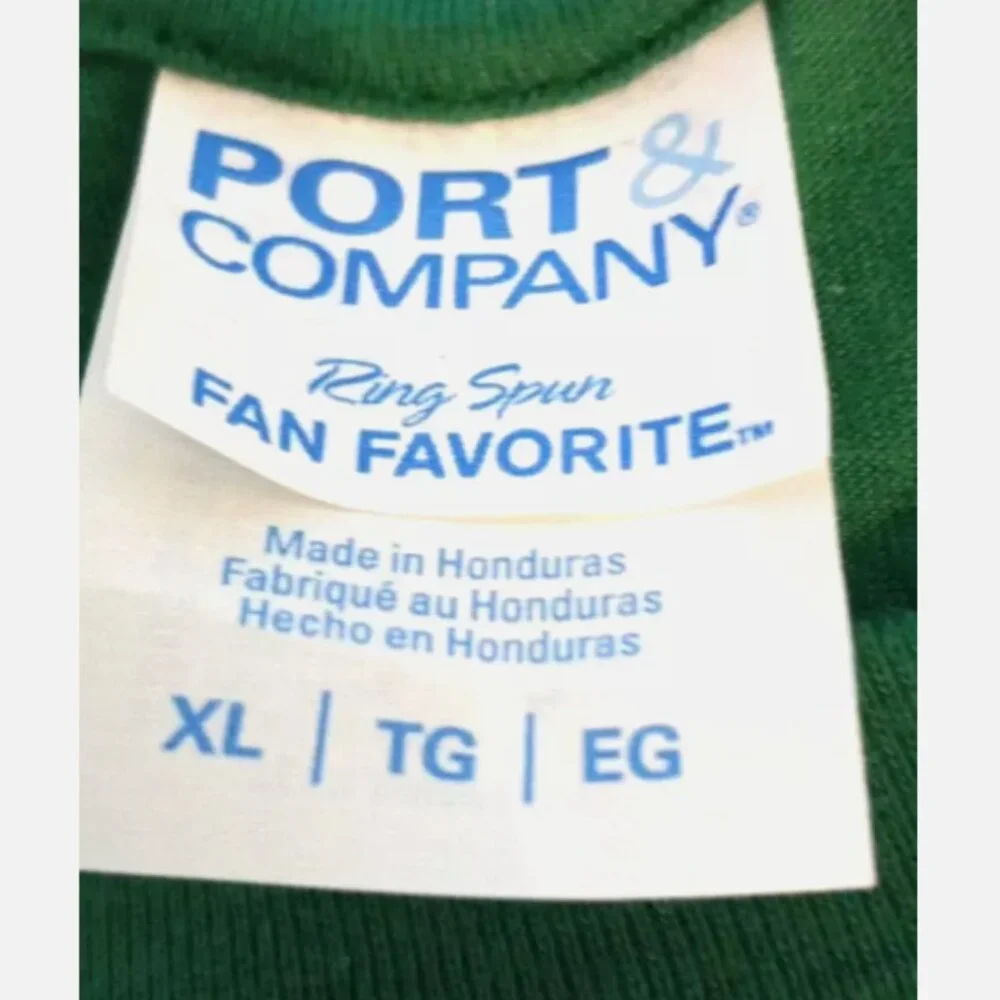 PORT &
COMPANY®
Ring Spun
FAN FAVORITE™
Made in Honduras
Fabriqué au Honduras
Hecho en Honduras
XL | TG | EG